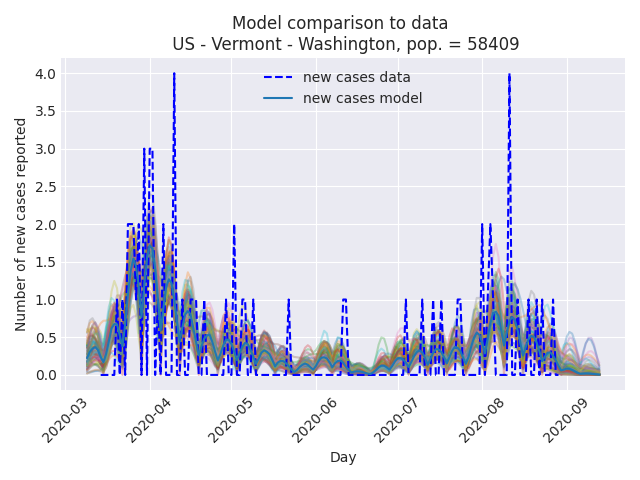 Model comparison to data
US - Vermont - Washington, pop. = 58409
new cases data
new cases model
Number of new cases reported
4.0
3.5
3.0
2.5
2.0
1.5
1.0
0.5
0.0
2020-03
2020-04
2020-05
2020-06
2020-07
2020-08
2020-09
Day